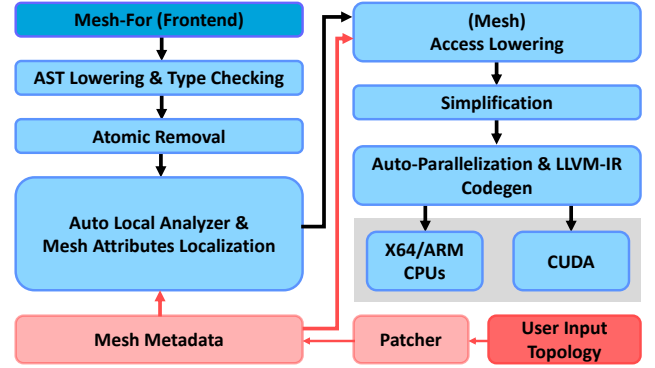 Mesh-For (Frontend)
AST Lowering & Type Checking
Atomic Removal
Auto Local Analyzer &
Mesh Attributes Localization
(Mesh)
Access Lowering
Simplification
Auto-Parallelization & LLVM-IR
Codegen
X64/ARM
CPUs
CUDA
Mesh Metadata
Patcher
User Input
Topology